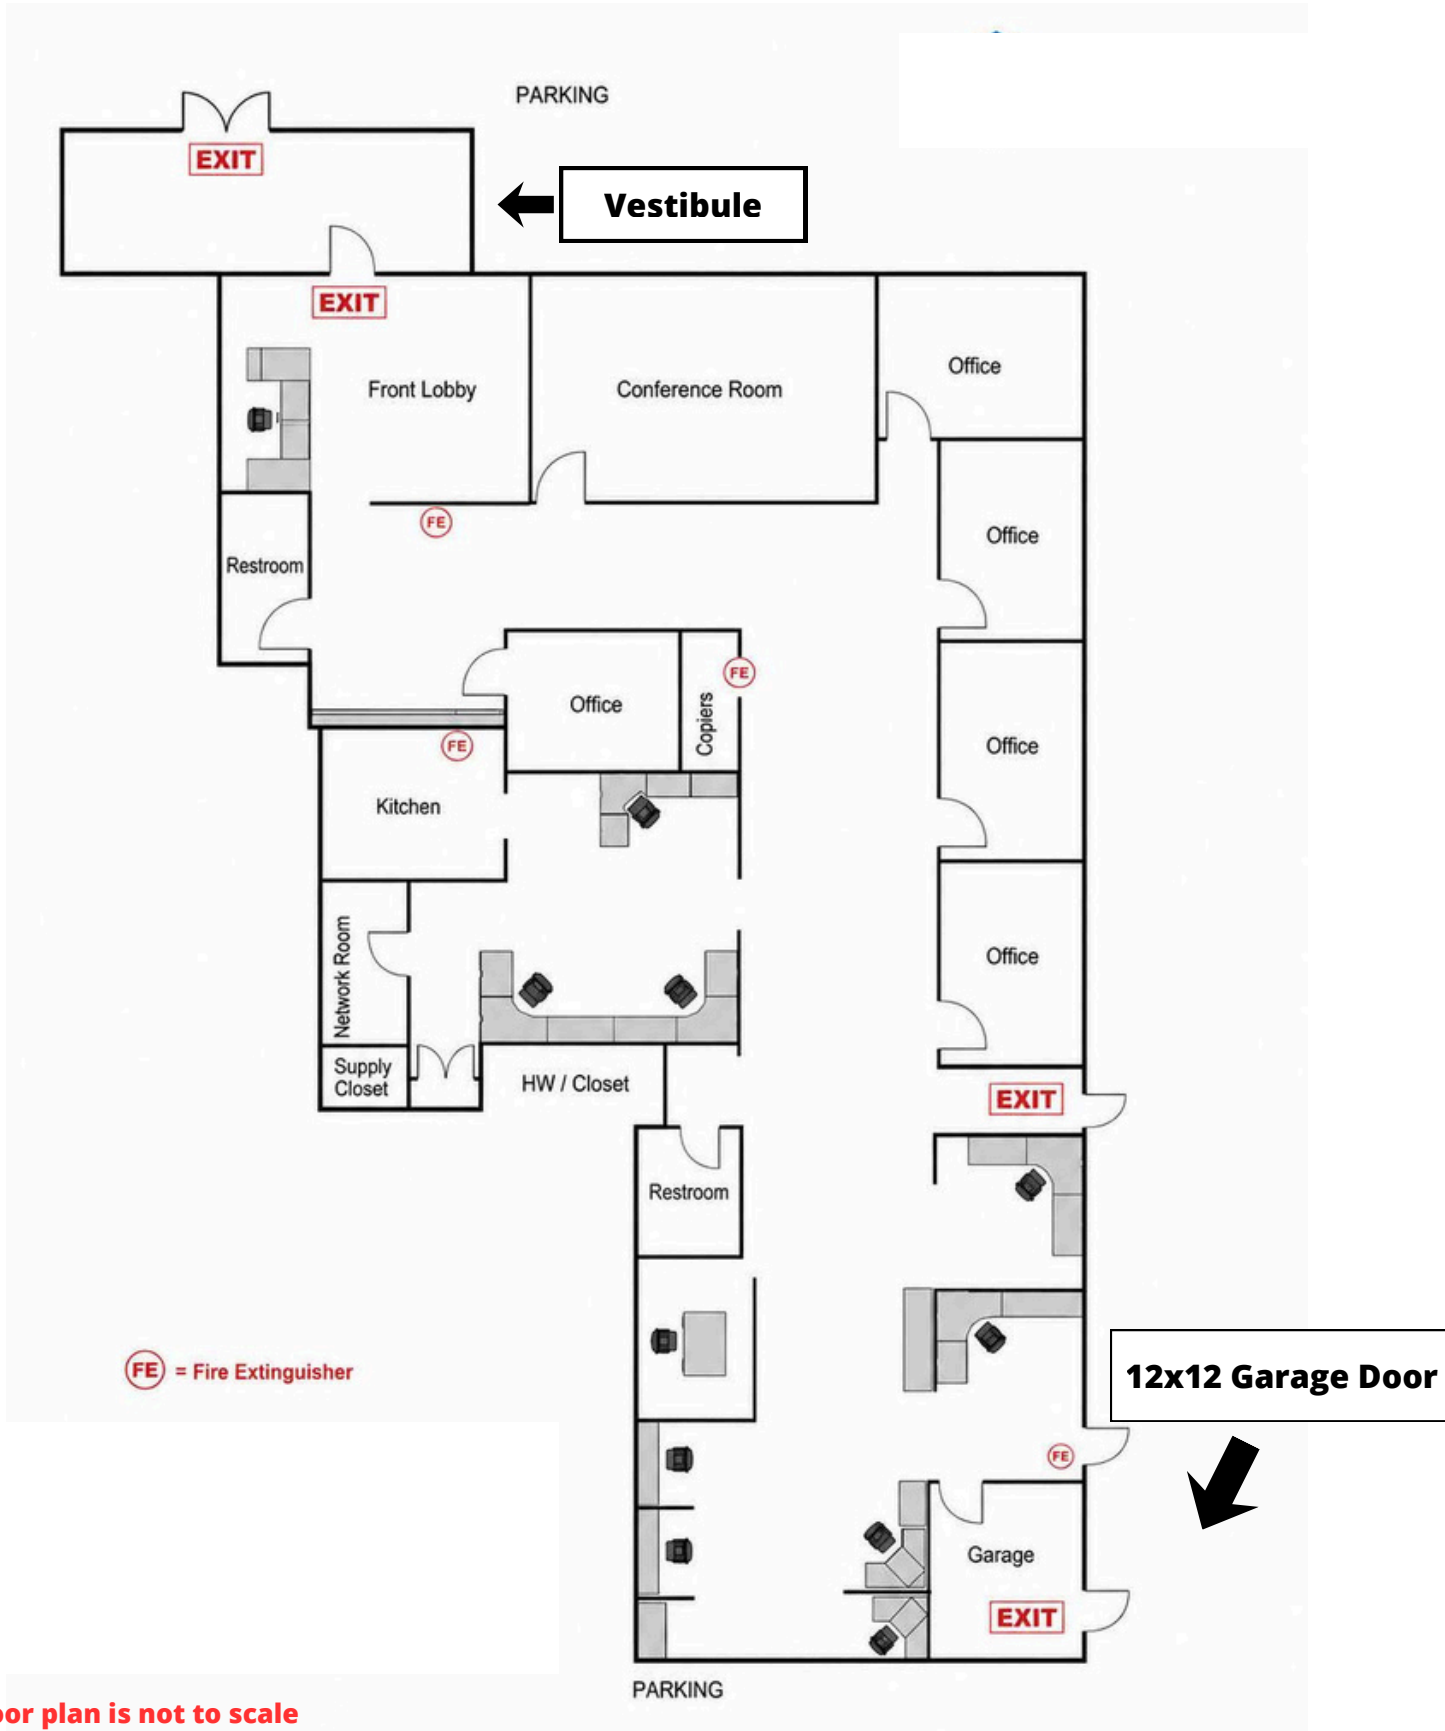 PARKING
EXIT
Vestibule
EXIT
Front Lobby
Conference Room
Office
FE
Office
Restroom
Office
Copiers
FE
Office
FE
Kitchen
Office
Network Room
Supply
Closet
HW / Closet
EXIT
Restroom
FE = Fire Extinguisher
12x12 Garage Door
FE
Garage
EXIT
PARKING
plan is not to scale